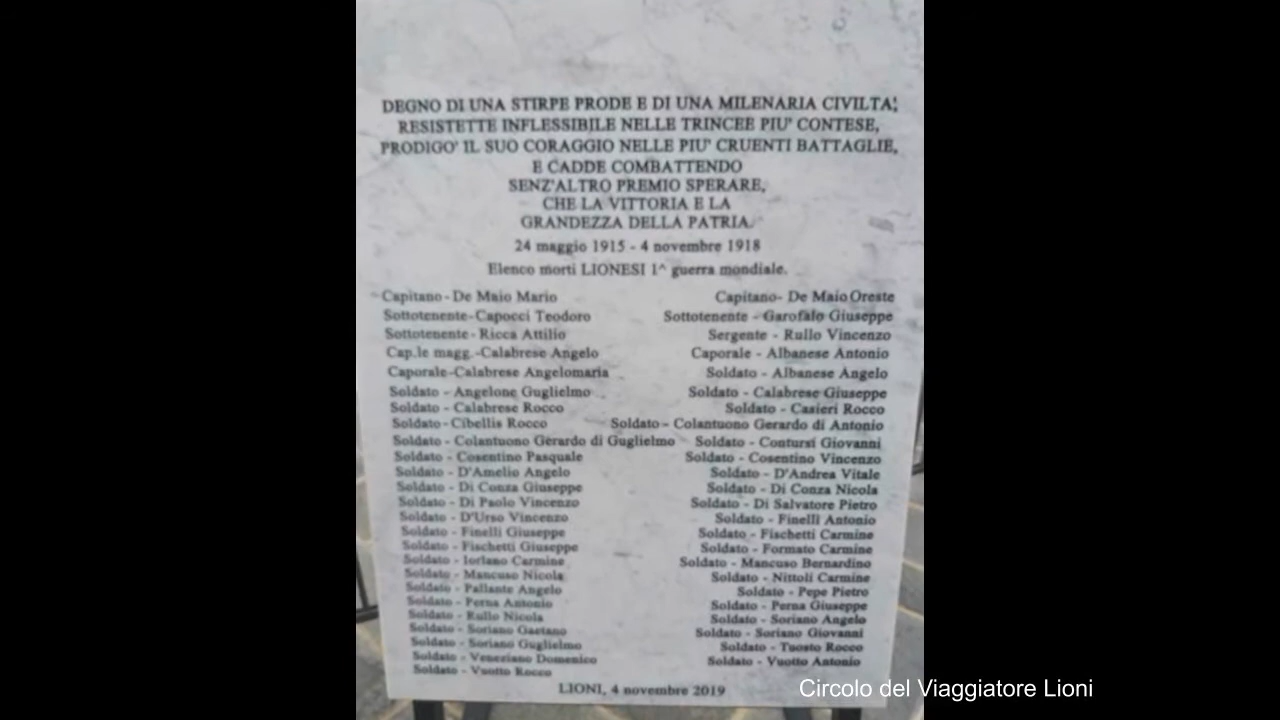 DEGNO DI UNA STIRPE PRODE E DI UNA MILENARIA CIVILTA',
RESISTETTE INFLESSIBILE NELLE TRINCEE PIU' CONTESE,
PRODIGO' IL SUO CORAGGIO NELLE PIU' CRUENTI BATTAGLIE,
E CADDE COMBATTENDO
SENZ'ALTRO PREMIO SPERARE,
CHE LA VITTORIA E LA
GRANDEZZA DELLA PATRIA.
24 maggio 1915 - 4 novembre 1918
Elenco morti LIONESI 1^ guerra mondiale.
Capitano - De Maio Mario Capitano- De Maio Oreste
Sottotenente-Capocci Teodoro Sottotenente - Garofalo Giuseppe
Sottotenente - Ricca Attilio Sergente - Rullo Vincenzo
Cap.le magg.-Calabrese Angelo Caporale - Albanese Antonio
Caporale-Calabrese Angelomaria Soldato - Albanese Angelo
Soldato - Angelone Guglielmo Soldato - Calabrese Giuseppe
Soldato - Calabrese Rocco Soldato - Casieri Rocco
Soldato -Cibellis Rocco Soldato - Colantuono Gerardo di Antonio
Soldato - Colantuono Gerardo di Guglielmo Soldato - Contursi Giovanni
Soldato - Cosentino Pasquale Soldato - Cosentino Vincenzo
Soldato - D'Amelio Angelo Soldato - D'Andrea Vitale
Soldato - Di Conza Giuseppe Soldato - Di Conza Nicola
Soldato - Di Paolo Vincenzo Soldato - Di Salvatore Pietro
Soldato - D'Urso Vincenzo Soldato - Finelli Antonio
Soldato - Finelli Giuseppe Soldato - Fischetti Carmine
Soldato - Fischetti Giuseppe Soldato - Formato Carmine
Soldato - Iorlano Carmine Soldato - Mancuso Bernardino
Soldato - Mancuso Nicola Soldato - Nittoli Carmine
Soldato - Pallante Angelo Soldato - Pepe Pietro
Soldato - Perna Antonio Soldato - Perna Giuseppe
Soldato - Rullo Nicola Soldato - Soriano Angelo
Soldato - Soriano Gaetano Soldato - Soriano Giovanni
Soldato - Soriano Guglielmo Soldato - Tuosto Rocco
Soldato - Veneziano Domenico Soldato - Vuotto Antonio
Soldato - Vuotto Rocco
LIONI, 4 novembre 2019
Circolo del Viaggiatore Lioni